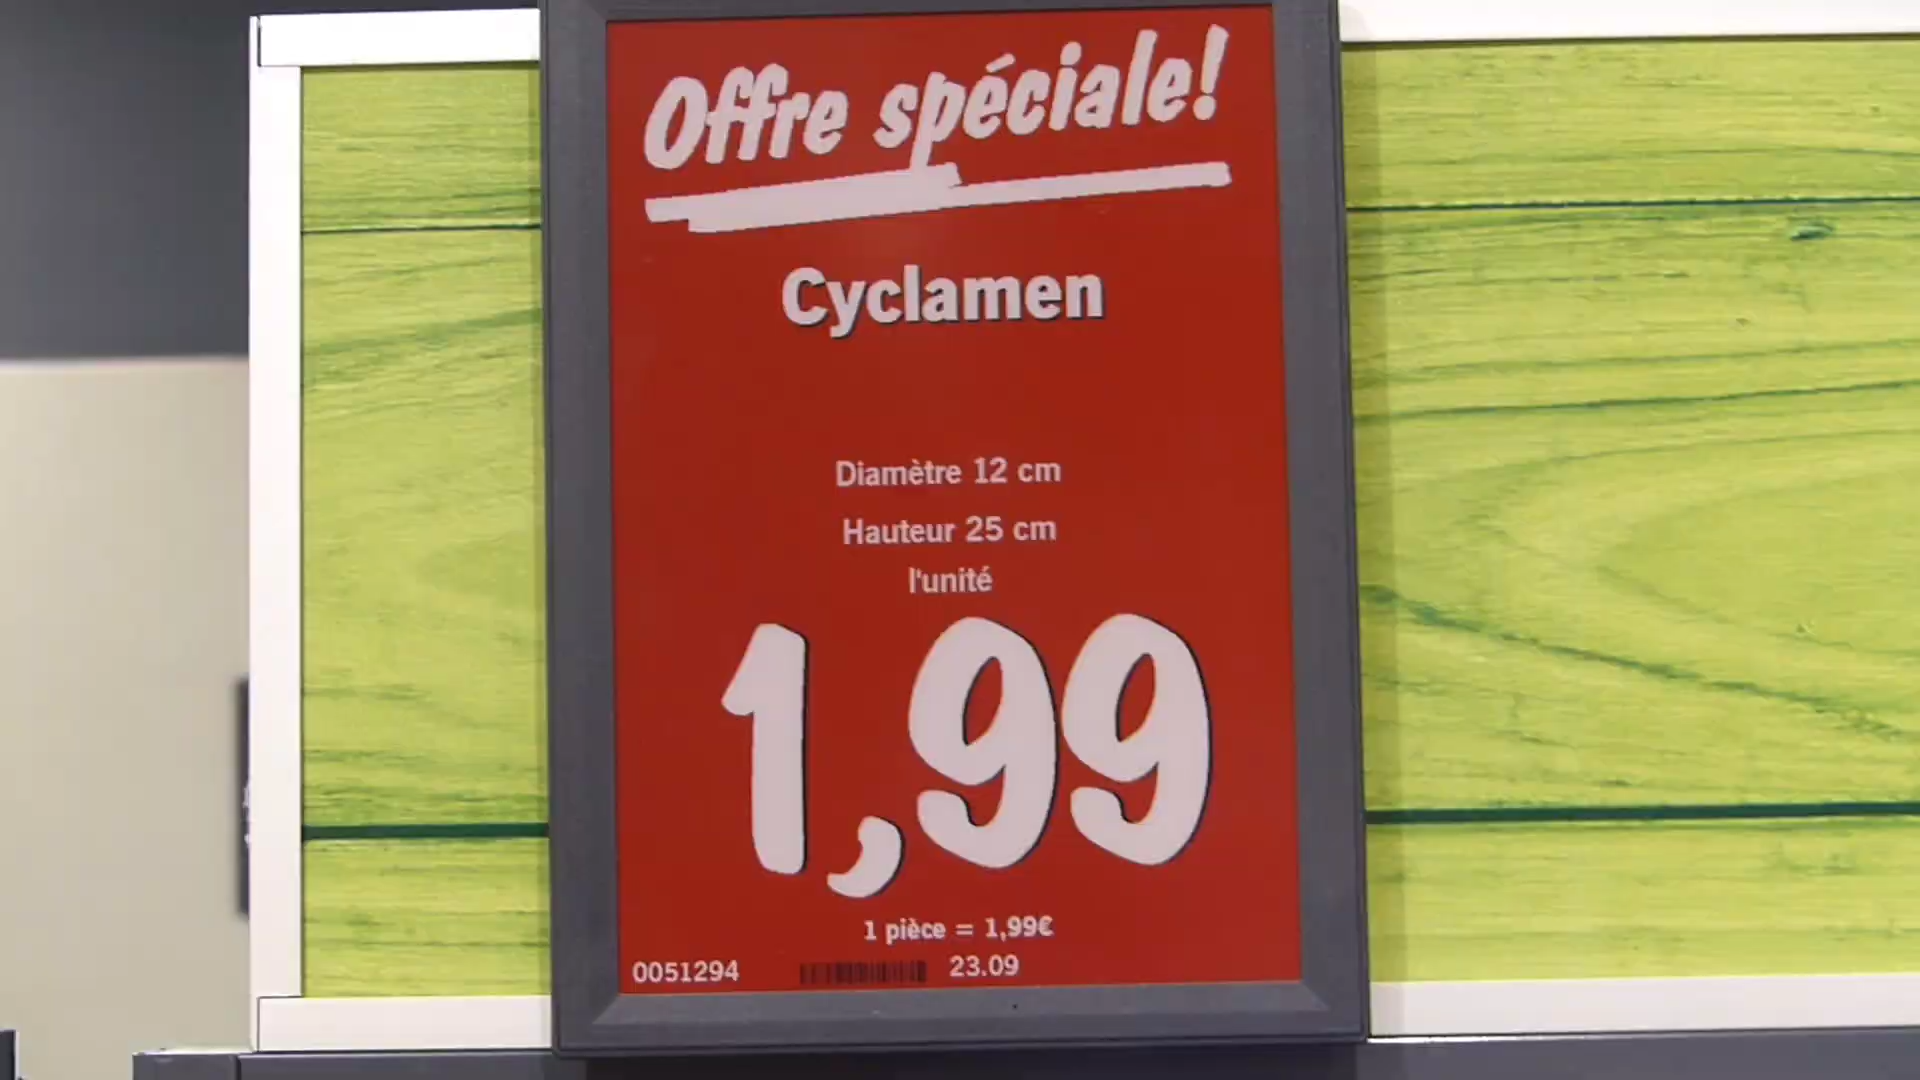 Offre spéciale!
Cyclamen
Diamètre 12 cm
Hauteur 25 cm
l'unité
1,99
1 pièce = 1,99€
0051294 23.09